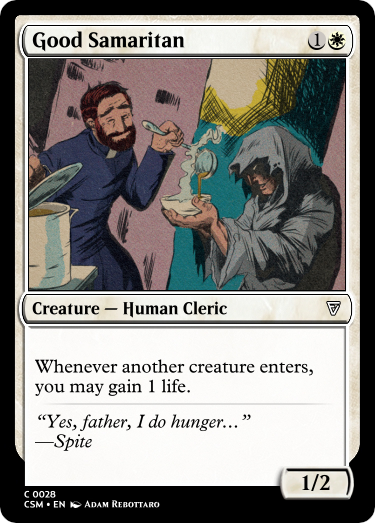 Good Samaritan 1
Creature — Human Cleric
Whenever another creature enters,
you may gain 1 life.
“Yes, father, I do hunger…”
—Spite
1/2
C 0028
CSM • EN Adam Rebottaro